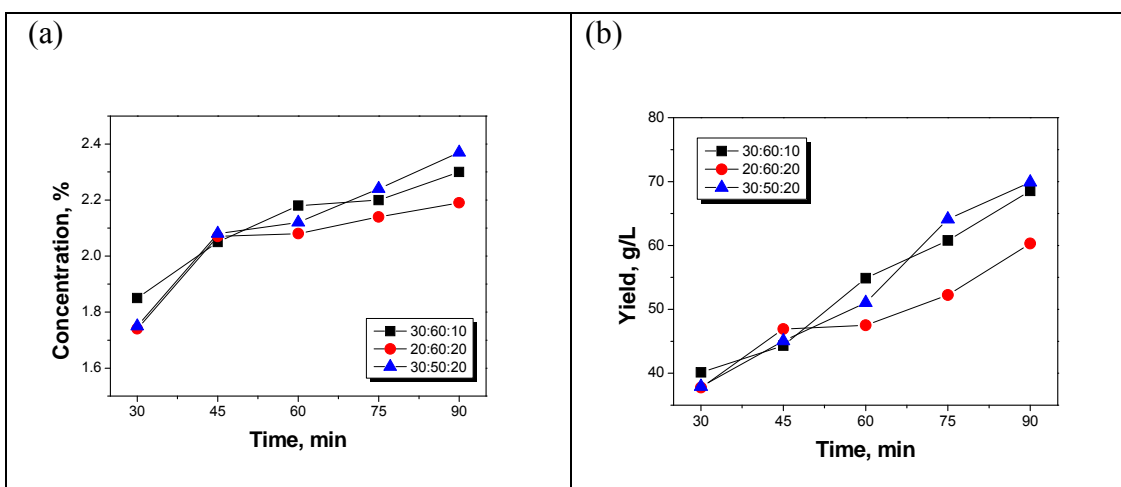 (a)
Concentration, %
2.4
2.2
2.0
1.8
1.6
30:60:10
20:60:20
30:50:20
30 45 60 75 90
Time, min
(b)
Yield, g/L
80
70
60
50
40
30:60:10
20:60:20
30:50:20
30 45 60 75 90
Time, min